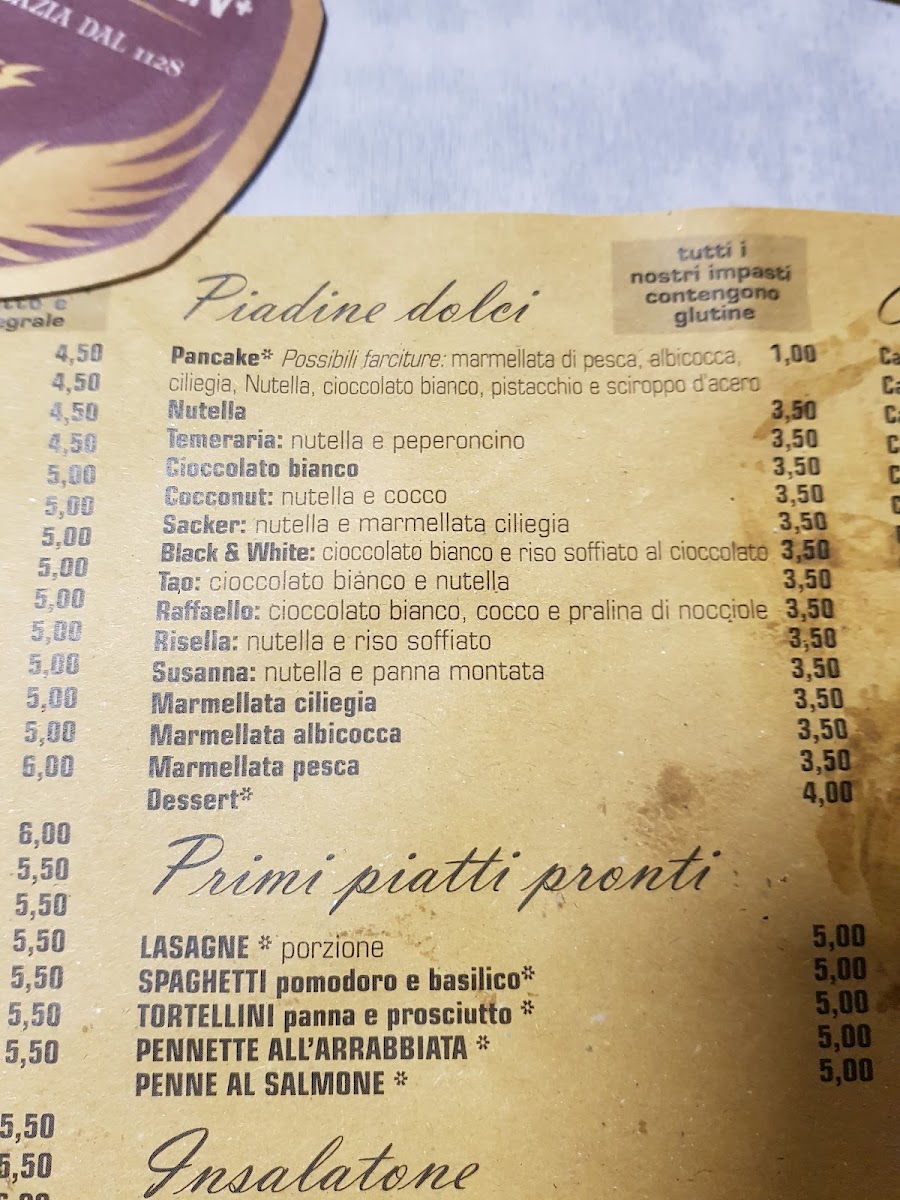 DAL 1128
egrale
4,50
4,50
4,50
4,50
5,00
5,00
5,00
5,00
5,00
5,00
5,00
5,00
5,00
6,00
6,00
5,50
5,50
5,50
5,50
5,50
5,50
5,50
5,50
Piadine dolci
tutti i
nostri impasti
contengono
glutine
Pancake* Possibili farciture: marmellata di pesca, albicocca, 1,00
ciliegia, Nutella, cioccolato bianco, pistacchio e sciroppo d'acero
Nutella 3,50
Temeraria: nutella e peperoncino 3,50
Cioccolato bianco 3,50
Cocconut: nutella e cocco 3,50
Sacker: nutella e marmellata ciliegia 3,50
Black & White: cioccolato bianco e riso soffiato al cioccolato 3,50
Tao: cioccolato bianco e nutella 3,50
Raffaello: cioccolato bianco, cocco e pralina di nocciole 3,50
Risella: nutella e riso soffiato 3,50
Susanna: nutella e panna montata 3,50
Marmellata ciliegia 3,50
Marmellata albicocca 3,50
Marmellata pesca 3,50
Dessert* 4,00
Primi piatti pronti
LASAGNE * porzione 5,00
SPAGHETTI pomodoro e basilico* 5,00
TORTELLINI panna e prosciutto * 5,00
PENNETTE ALL'ARRABBIATA * 5,00
PENNE AL SALMONE * 5,00
Insalatone